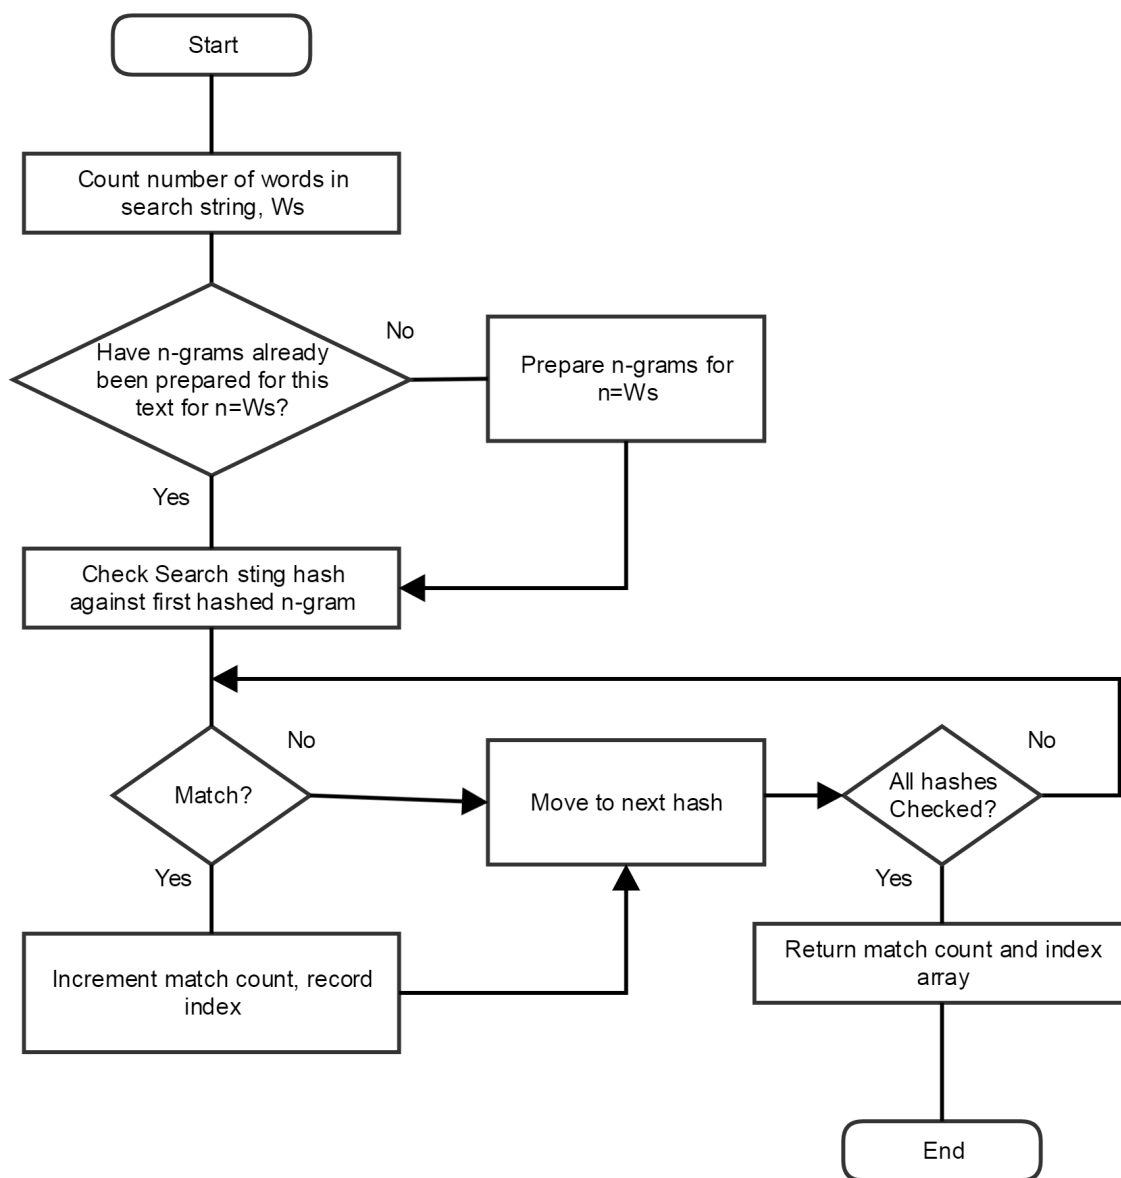 Start
Count number of words in
search string, Ws
Have n-grams already
been prepared for this
text for n=Ws?
No
Prepare n-grams for
n=Ws
Yes
Check Search sting hash
against first hashed n-gram
Match?
No
Move to next hash
All hashes
Checked?
No
Yes
Increment match count, record
index
Yes
Return match count and index
array
End